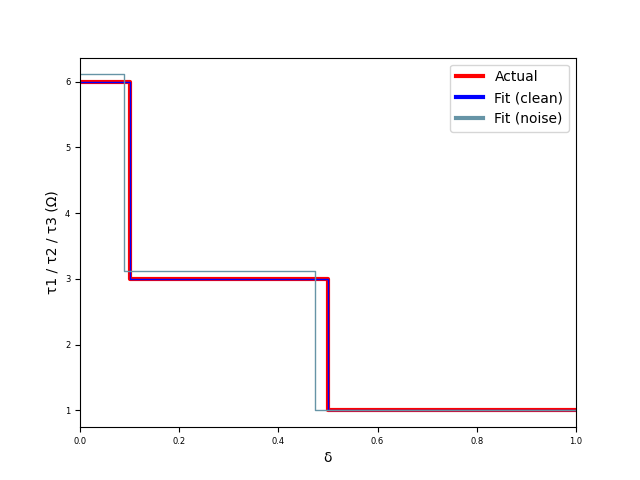 Actual
Fit (clean)
Fit (noise)
6
5
4
3
2
1
τ1 / τ2 / τ3 (Ω)
0.0 0.2 0.4 0.6 0.8 1.0
δ